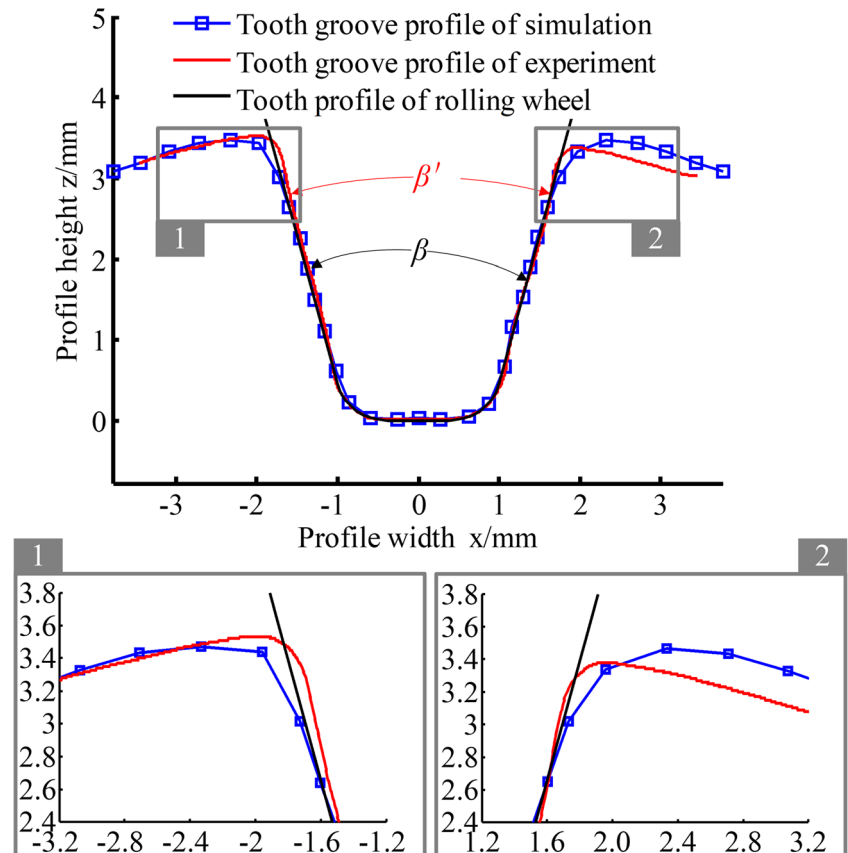 5
Tooth groove profile of simulation
Tooth groove profile of experiment
4
Tooth profile of rolling wheel
3
β′
1
2
2
β
1
0
Profile height z/mm
-3 -2 -1 0 1 2 3
Profile width x/mm
1
2
3.8
3.6
3.4
3.2
3
2.8
2.6
2.4
-3.2 -2.8 -2.4 -2 -1.6 -1.2
3.8
3.6
3.4
3.2
3
2.8
2.6
2.4
1.2 1.6 2.0 2.4 2.8 3.2